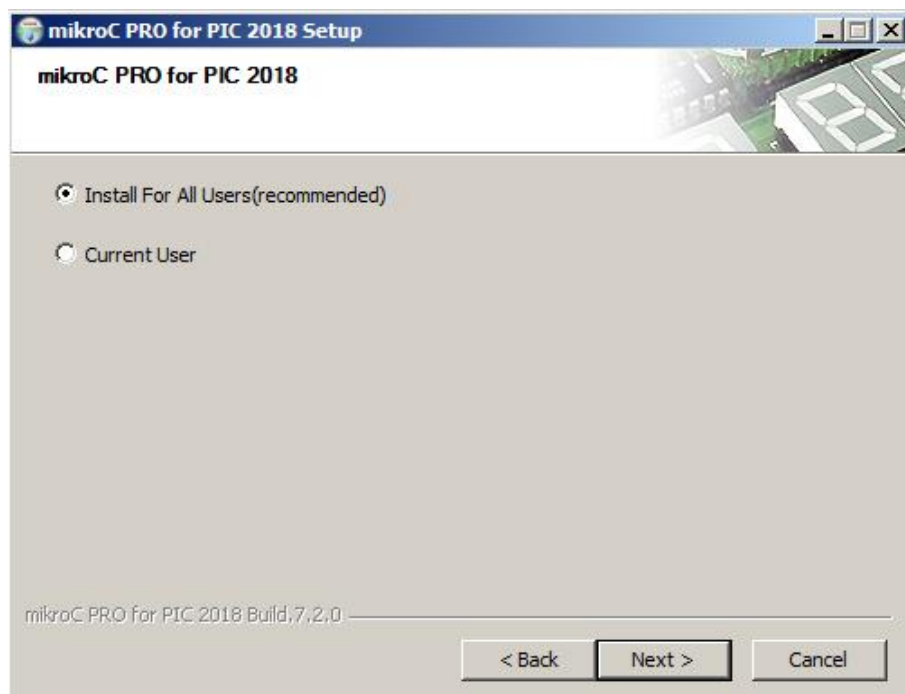 mikroC PRO for PIC 2018 Setup
mikroC PRO for PIC 2018
Install For All Users(recommended)
Current User
mikroC PRO for PIC 2018 Build.7.2.0
< Back
Next >
Cancel